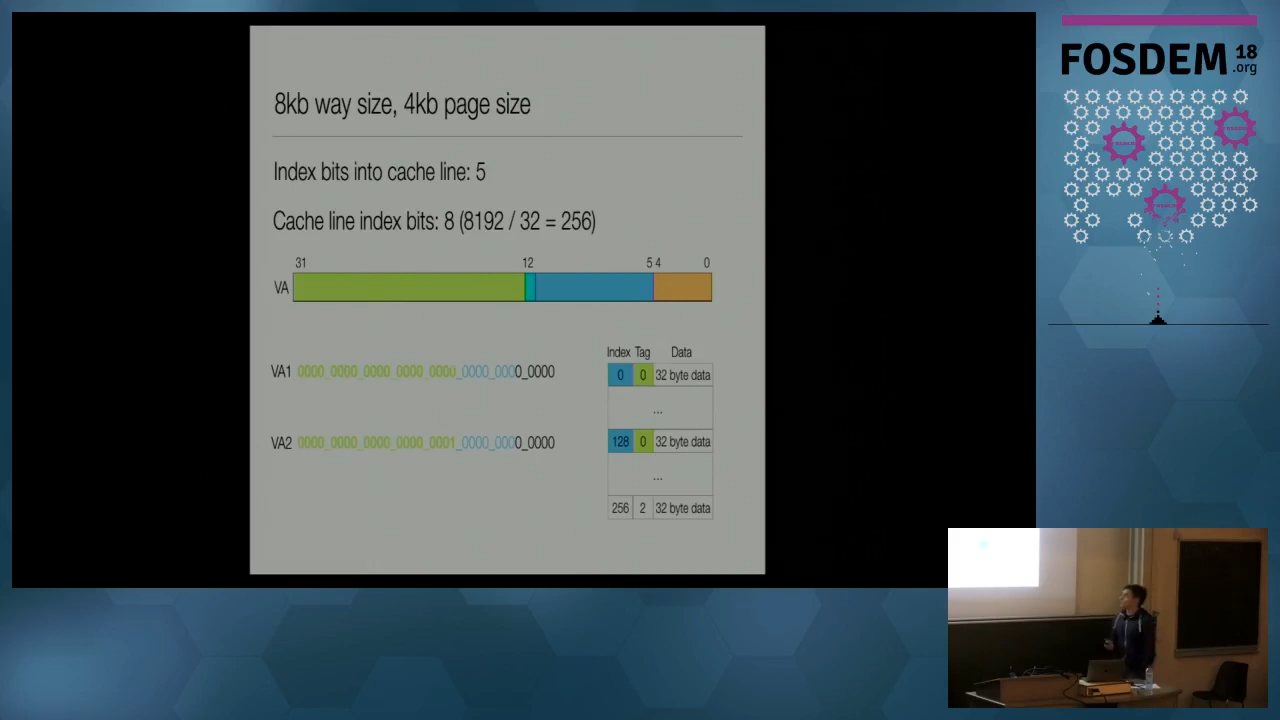 8kb way size, 4kb page size
Index bits into cache line: 5
Cache line index bits: 8 (8192 / 32 = 256)
31 12 5 4 0
VA
Index Tag Data
VA1 0000_0000_0000_0000_0000_0000_0000_0000
0 0 32 byte data
...
VA2 0000_0000_0000_0000_0001_0000_0000_0000
128 0 32 byte data
...
256 2 32 byte data
FOSDEM 18
.org